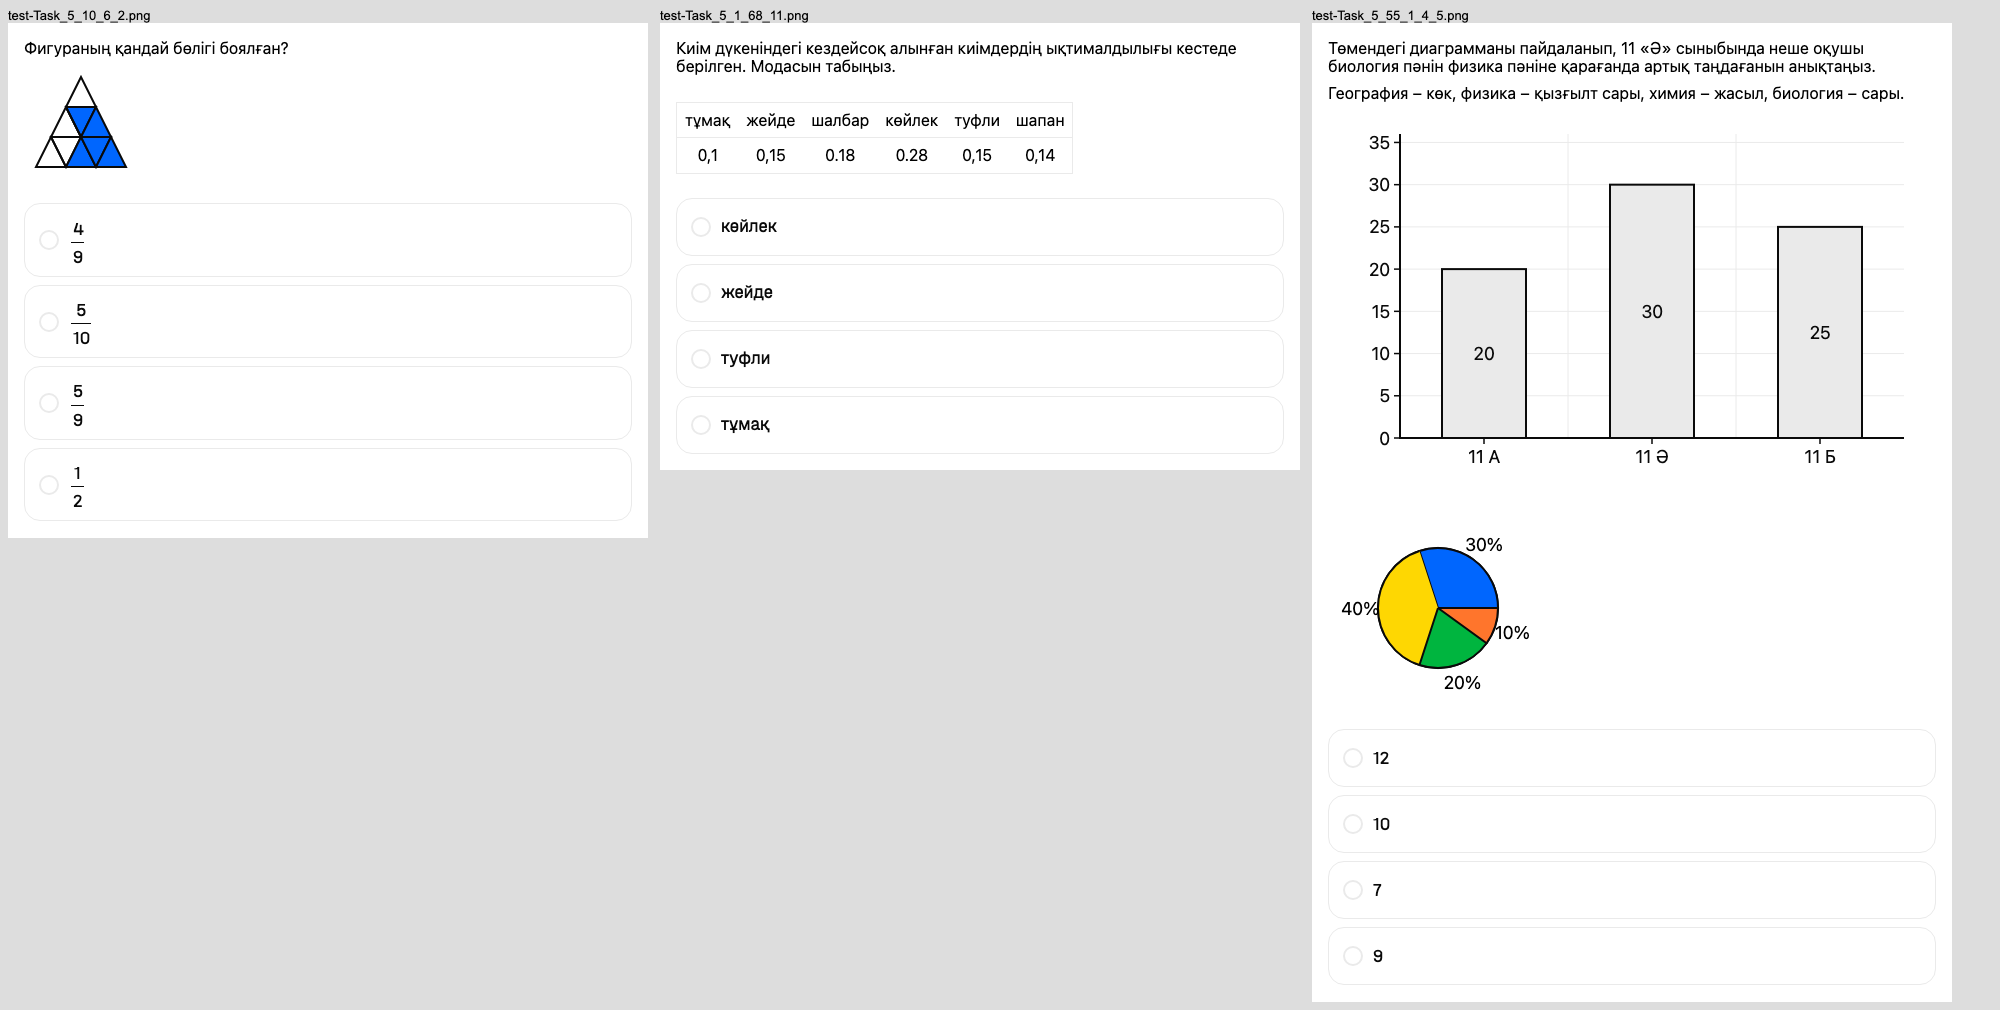 test-Task_5_10_6_2.png
Фигураның қандай бөлігі боялған?
4
9
5
10
5
9
1
2
test-Task_5_1_68_11.png
Киім дүкеніндегі кездейсоқ алынған киімдердің ықтималдылығы кестеде
берілген. Модасын табыңыз.
тұмақ жейде шалбар көйлек туфли шапан
0,1 0,15 0.18 0.28 0,15 0,14
көйлек
жейде
туфли
тұмақ
test-Task_5_55_1_4_5.png
Төмендегі диаграмманы пайдаланып, 11 «Ә» сыныбында неше оқушы
биология пәнін физика пәніне қарағанда артық таңдағанын анықтаңыз.
География – көк, физика – қызғылт сары, химия – жасыл, биология – сары.
35
30
25
20
15
10
5
0
20
30
25
11 А
11 Ә
11 Б
30%
40%
10%
20%
12
10
7
9